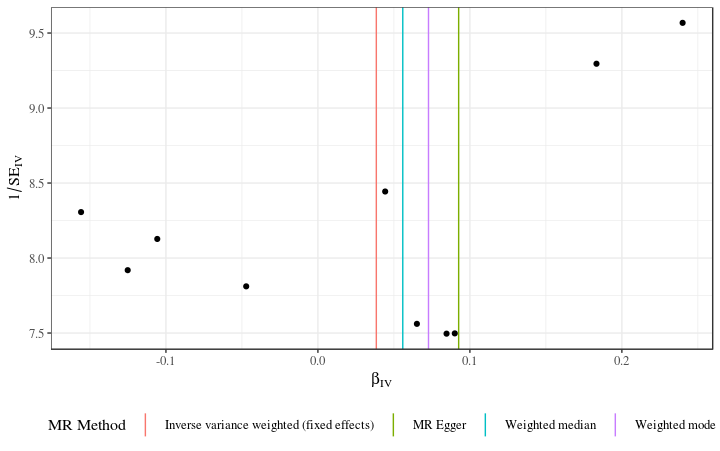 9.5
9.0
8.5
8.0
7.5
1/SE_IV
-0.1 0.0 0.1 0.2
β_IV
MR Method Inverse variance weighted (fixed effects) MR Egger Weighted median Weighted mode